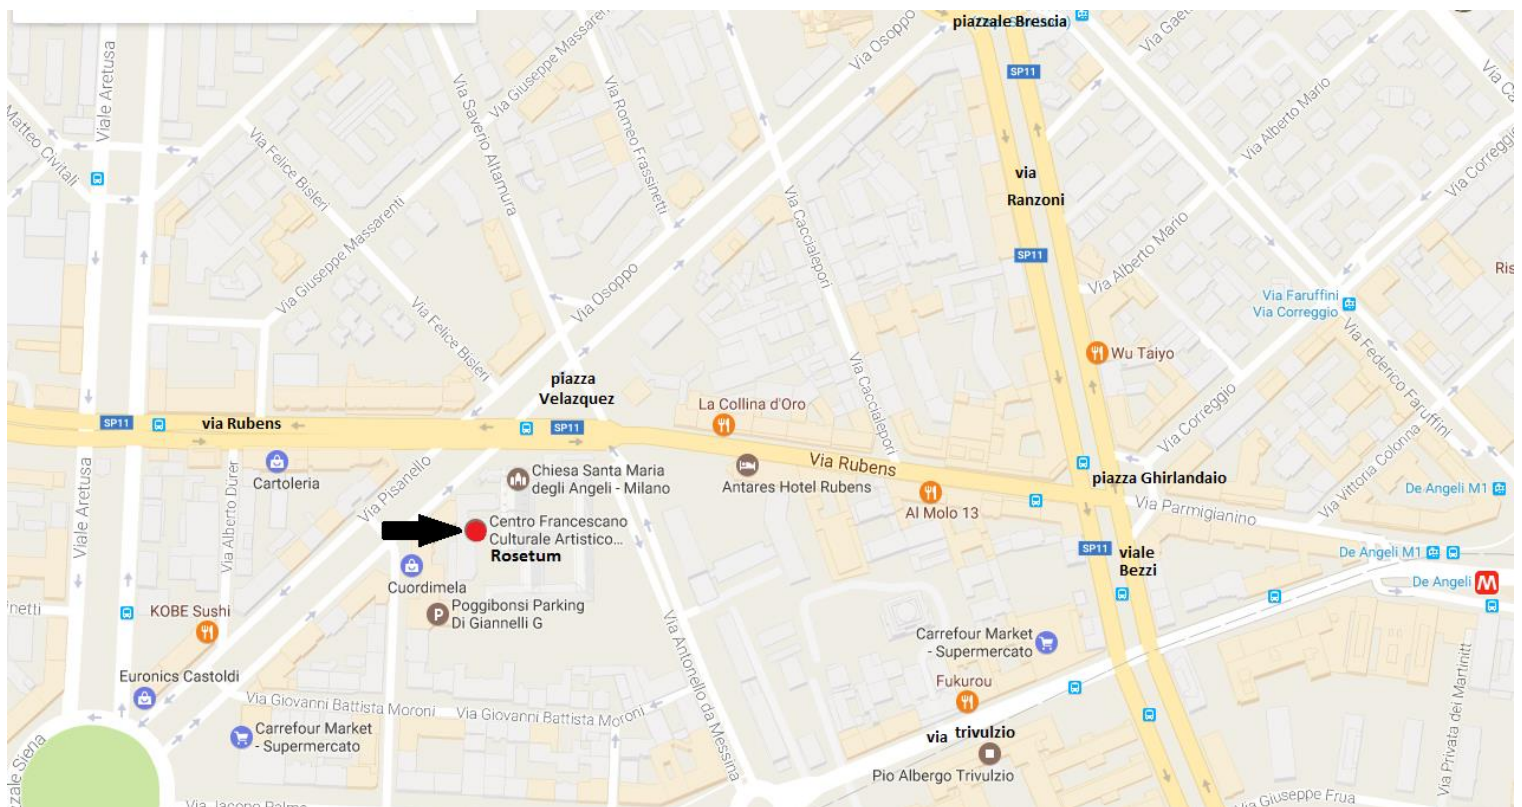 piazzale Brescia
Viale Aretusa
Via Giuseppe Massarenti
Via Osoppo
Via Saverio Altamura
Via Romeo Frassinetti
SP11
Via Alberto Mario
Matteo Civitali
Via Felice Bisleri
via
Ranzoni
Via Correggio
Via Caccialepori
Via Alberto Mario
SP11
Via Giuseppe Massarenti
Via Osoppo
Via Faruffini
Via Correggio
Via Felice Bisleri
Wu Taiyo
Via Federico Faruffini
piazza
Velazquez
La Collina d'Oro
Via Caccialepori
Via Correggio
SP11
via Rubens
SP11
Via Rubens
Via Vittoria Colonna
Cartoleria
Via Pisanello
Chiesa Santa Maria
degli Angeli - Milano
Antares Hotel Rubens
piazza Ghirlandaio
De Angeli M1
Al Molo 13
Via Parmigianino
Viale Aretusa
Via Alberto Durer
Centro Francescano
Culturale Artistico...
Rosetum
SP11
viale
Bezzi
De Angeli M1
De Angeli
M
Cuordimela
P
Poggibonsi Parking
Di Giannelli G
KOBE Sushi
Via Antonello da Messina
Carrefour Market
- Supermercato
Euronics Castoldi
Fukurou
Via Privata dei Martinitt
Via Giovanni Battista Moroni
Via Giovanni Battista Moroni
Carrefour Market
- Supermercato
via trivulzio
Pio Albergo Trivulzio
Via Giuseppe Frua